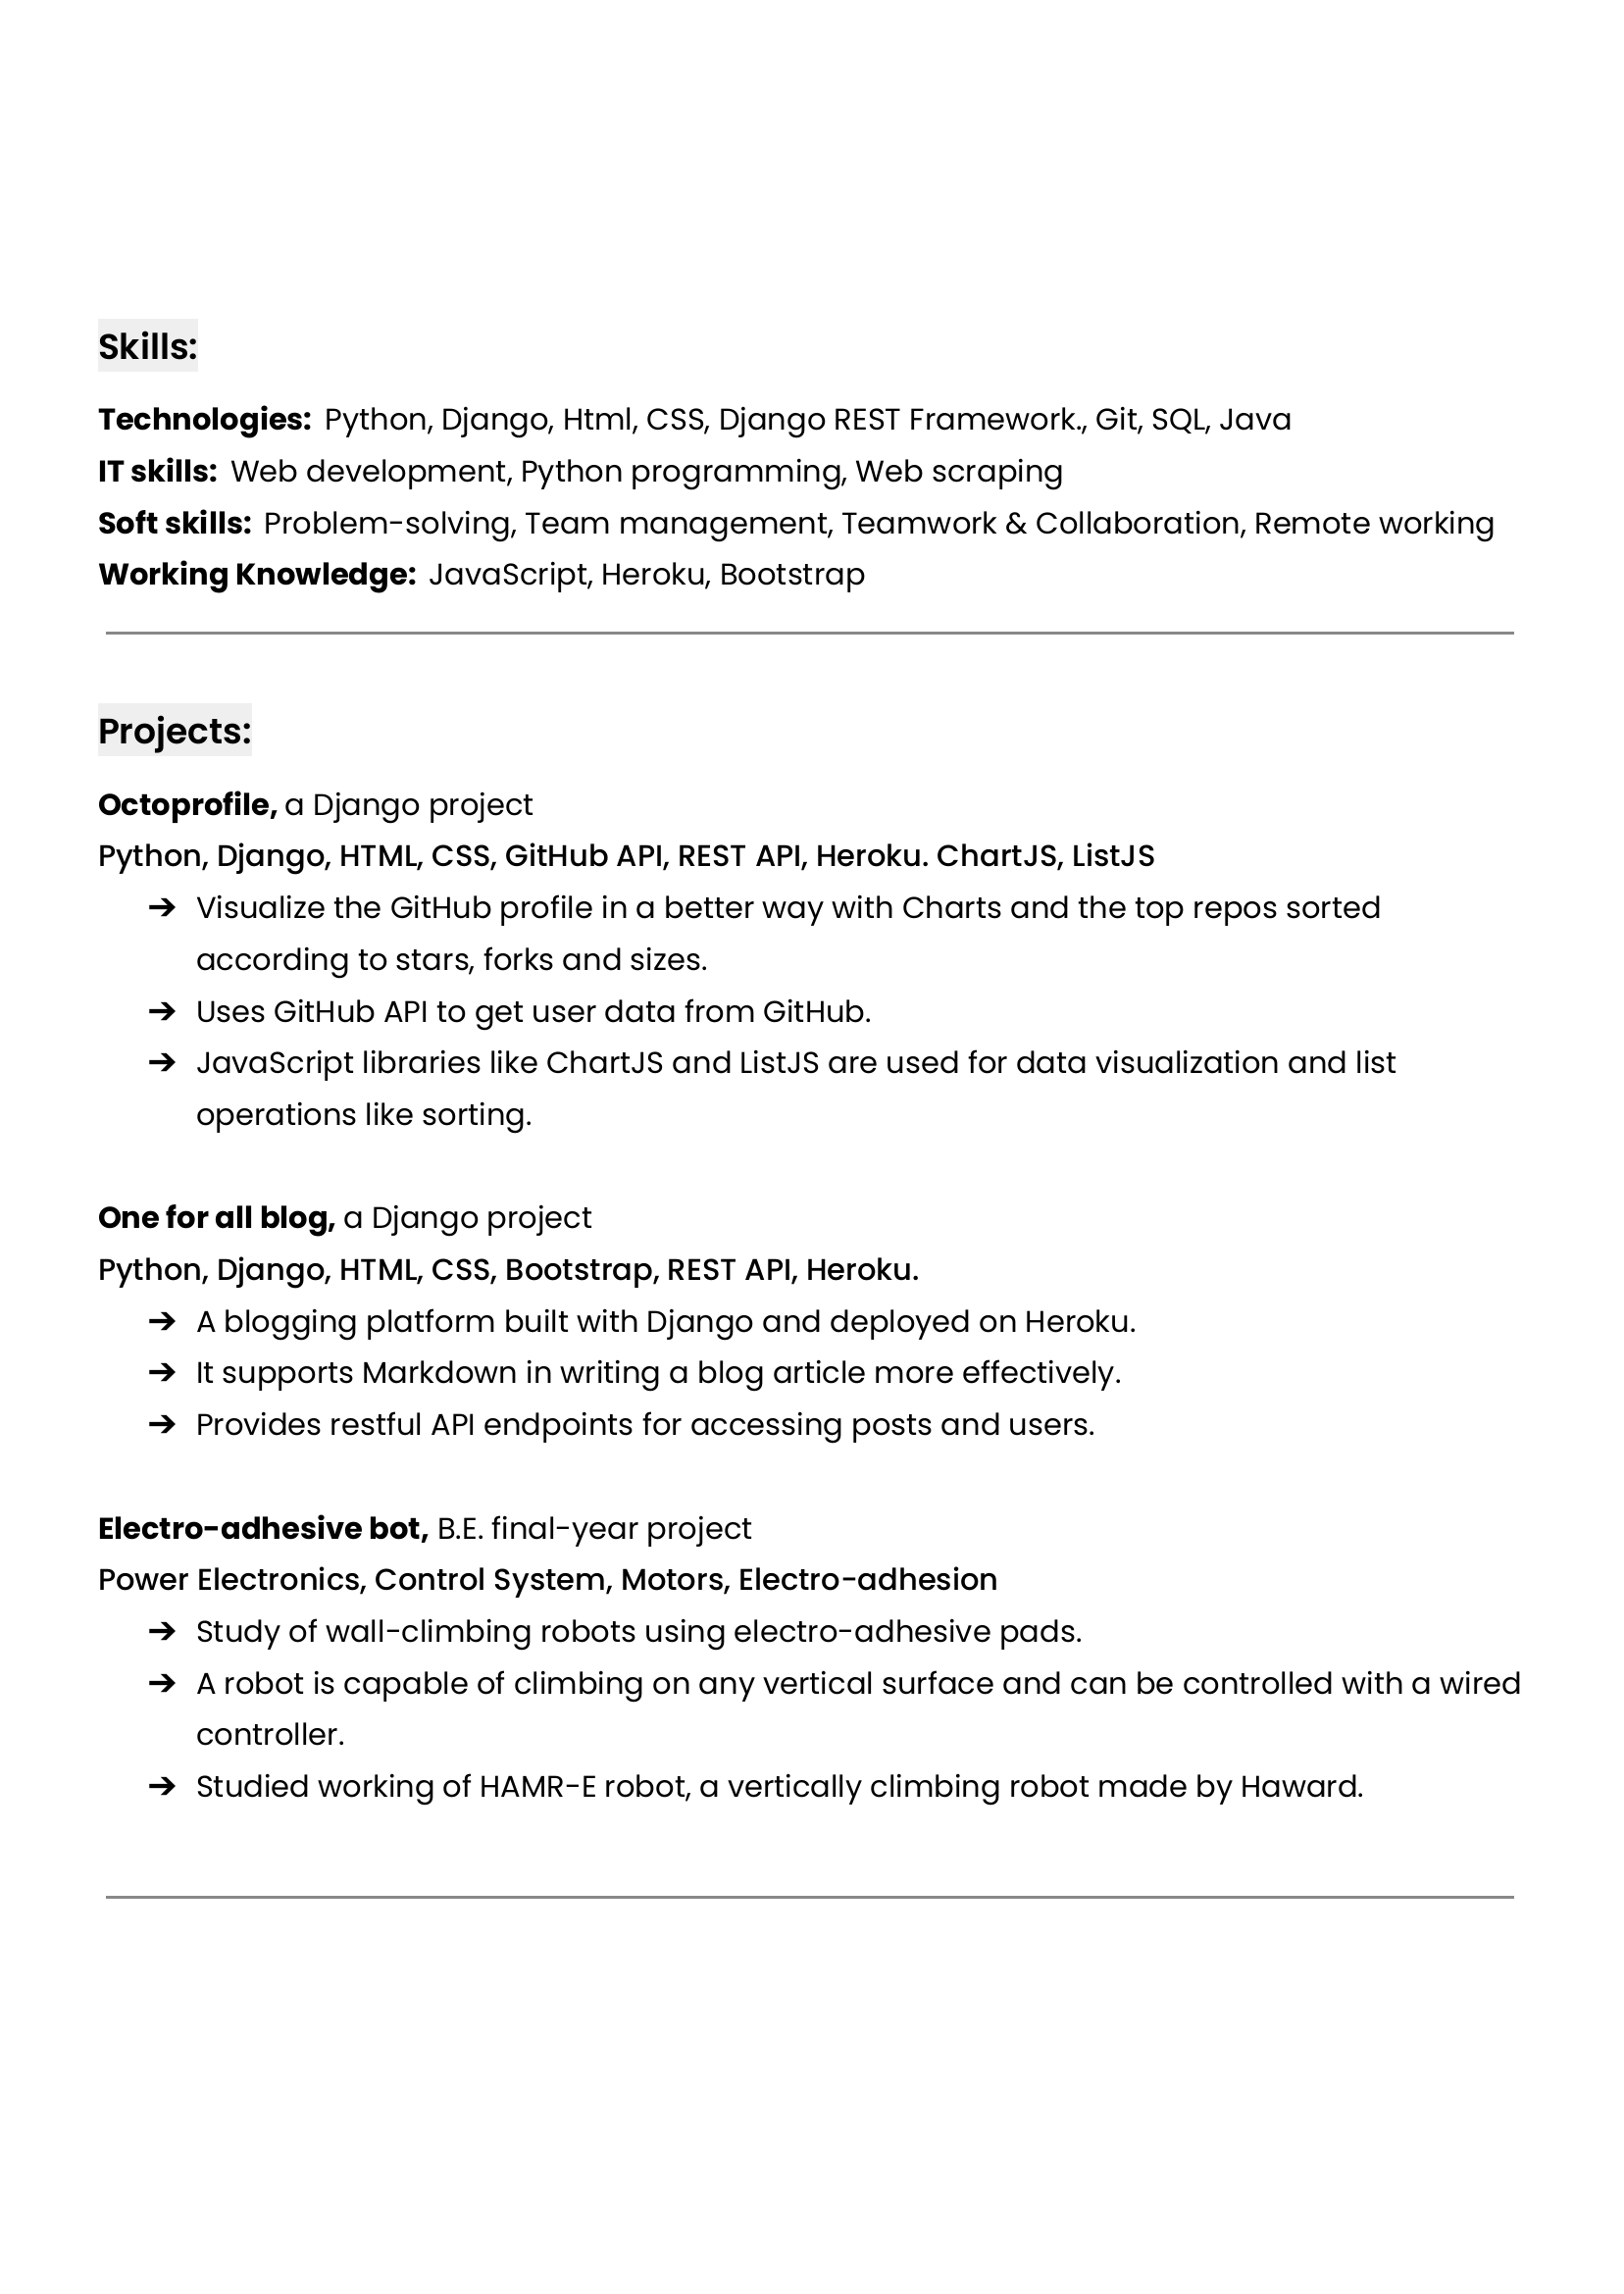 Skills:
Technologies: Python, Django, Html, CSS, Django REST Framework., Git, SQL, Java
IT skills: Web development, Python programming, Web scraping
Soft skills: Problem-solving, Team management, Teamwork & Collaboration, Remote working
Working Knowledge: JavaScript, Heroku, Bootstrap
Projects:
Octoprofile, a Django project
Python, Django, HTML, CSS, GitHub API, REST API, Heroku. ChartJS, ListJS
➔ Visualize the GitHub profile in a better way with Charts and the top repos sorted
according to stars, forks and sizes.
➔ Uses GitHub API to get user data from GitHub.
➔ JavaScript libraries like ChartJS and ListJS are used for data visualization and list
operations like sorting.
One for all blog, a Django project
Python, Django, HTML, CSS, Bootstrap, REST API, Heroku.
➔ A blogging platform built with Django and deployed on Heroku.
➔ It supports Markdown in writing a blog article more effectively.
➔ Provides restful API endpoints for accessing posts and users.
Electro-adhesive bot, B.E. final-year project
Power Electronics, Control System, Motors, Electro-adhesion
➔ Study of wall-climbing robots using electro-adhesive pads.
➔ A robot is capable of climbing on any vertical surface and can be controlled with a wired
controller.
➔ Studied working of HAMR-E robot, a vertically climbing robot made by Haward.